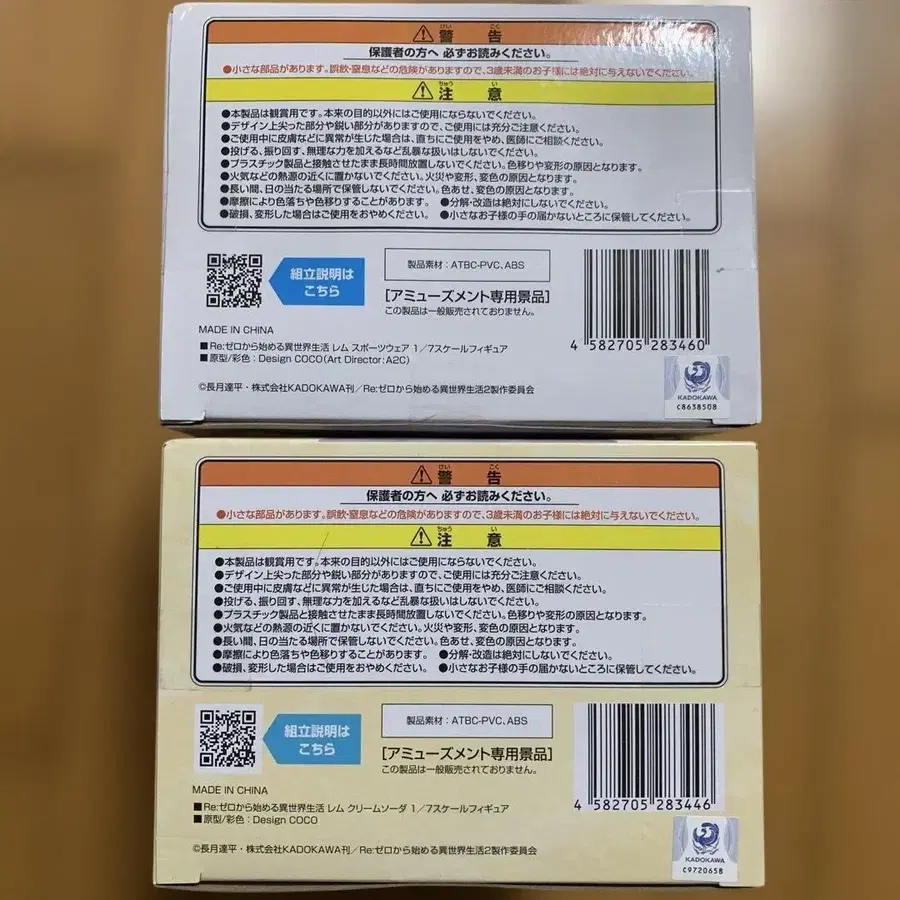 けい こく
⚠警 告
保護者の方へ 必ずお読みください。
●小さな部品があります。誤飲・窒息などの危険がありますので、3歳未満のお子様には絶対に与えないでください。
ちゅう い
⚠注 意
●本製品は観賞用です。本来の目的以外にはご使用にならないでください。
●デザイン上尖った部分や鋭い部分がありますので、ご使用には充分ご注意ください。
●ご使用中に皮膚などに異常が生じた場合は、直ちにご使用をやめ、医師にご相談ください。
●投げる、振り回す、無理な力を加えるなど乱暴な扱いはしないでください。
●プラスチック製品と接触させたまま長時間放置しないでください。色移りや変形の原因となります。
●火気などの熱源の近くに置かないでください。火災や変形、変色の原因となります。
●長い間、日の当たる場所で保管しないでください。色あせ、変色の原因となります。
●摩擦により色落ちや色移りすることがあります。 ●分解・改造は絶対にしないでください。
●破損、変形した場合はご使用をおやめください。 ●小さなお子様の手の届かないところに保管してください。
組立説明は
こちら
製品素材：ATBC-PVC、ABS
[アミューズメント専用景品]
この製品は一般販売されておりません。
4 582705 283460
MADE IN CHINA
■Re:ゼロから始める異世界生活 レム スポーツウェア 1/7スケールフィギュア
■原型/彩色：Design COCO(Art Director:A2C)
©長月達平・株式会社KADOKAWA刊/Re:ゼロから始める異世界生活2製作委員会
KADOKAWA
C8638508
けい こく
⚠警 告
保護者の方へ 必ずお読みください。
●小さな部品があります。誤飲・窒息などの危険がありますので、3歳未満のお子様には絶対に与えないでください。
ちゅう い
⚠注 意
●本製品は観賞用です。本来の目的以外にはご使用にならないでください。
●デザイン上尖った部分や鋭い部分がありますので、ご使用には充分ご注意ください。
●ご使用中に皮膚などに異常が生じた場合は、直ちにご使用をやめ、医師にご相談ください。
●投げる、振り回す、無理な力を加えるなど乱暴な扱いはしないでください。
●プラスチック製品と接触させたまま長時間放置しないでください。色移りや変形の原因となります。
●火気などの熱源の近くに置かないでください。火災や変形、変色の原因となります。
●長い間、日の当たる場所で保管しないでください。色あせ、変色の原因となります。
●摩擦により色落ちや色移りすることがあります。 ●分解・改造は絶対にしないでください。
●破損、変形した場合はご使用をおやめください。 ●小さなお子様の手の届かないところに保管してください。
組立説明は
こちら
製品素材：ATBC-PVC、ABS
[アミューズメント専用景品]
この製品は一般販売されておりません。
4 582705 283446
MADE IN CHINA
■Re:ゼロから始める異世界生活 レム クリームソーダ 1/7スケールフィギュア
■原型/彩色：Design COCO
©長月達平・株式会社KADOKAWA刊/Re:ゼロから始める異世界生活2製作委員会
KADOKAWA
C9720658